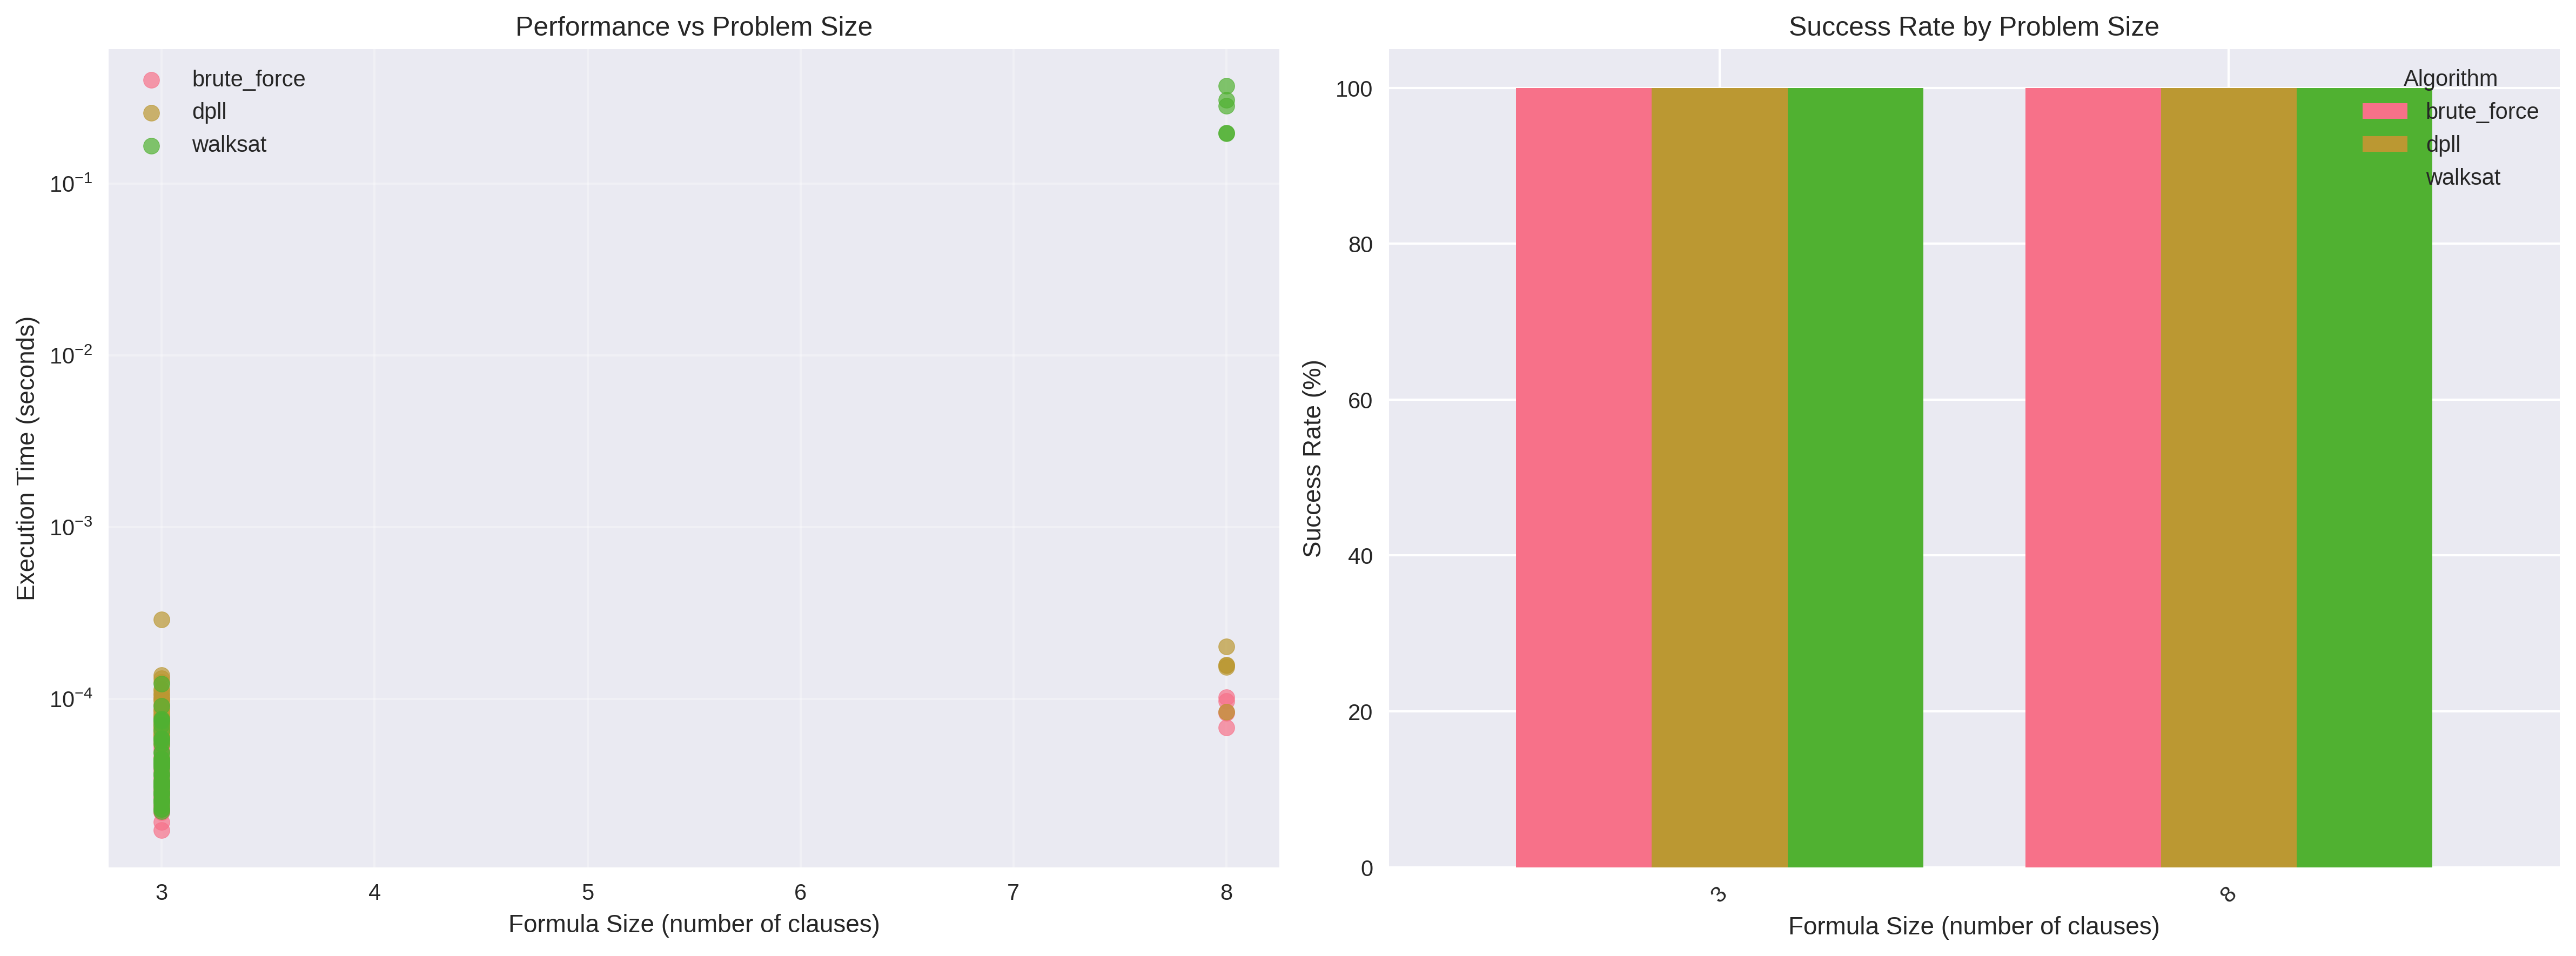 Performance vs Problem Size
brute_force
dpll
walksat
10⁻¹
10⁻²
10⁻³
10⁻⁴
Execution Time (seconds)
3 4 5 6 7 8
Formula Size (number of clauses)
Success Rate by Problem Size
Algorithm
brute_force
dpll
walksat
100
80
60
40
20
0
Success Rate (%)
3 8
Formula Size (number of clauses)